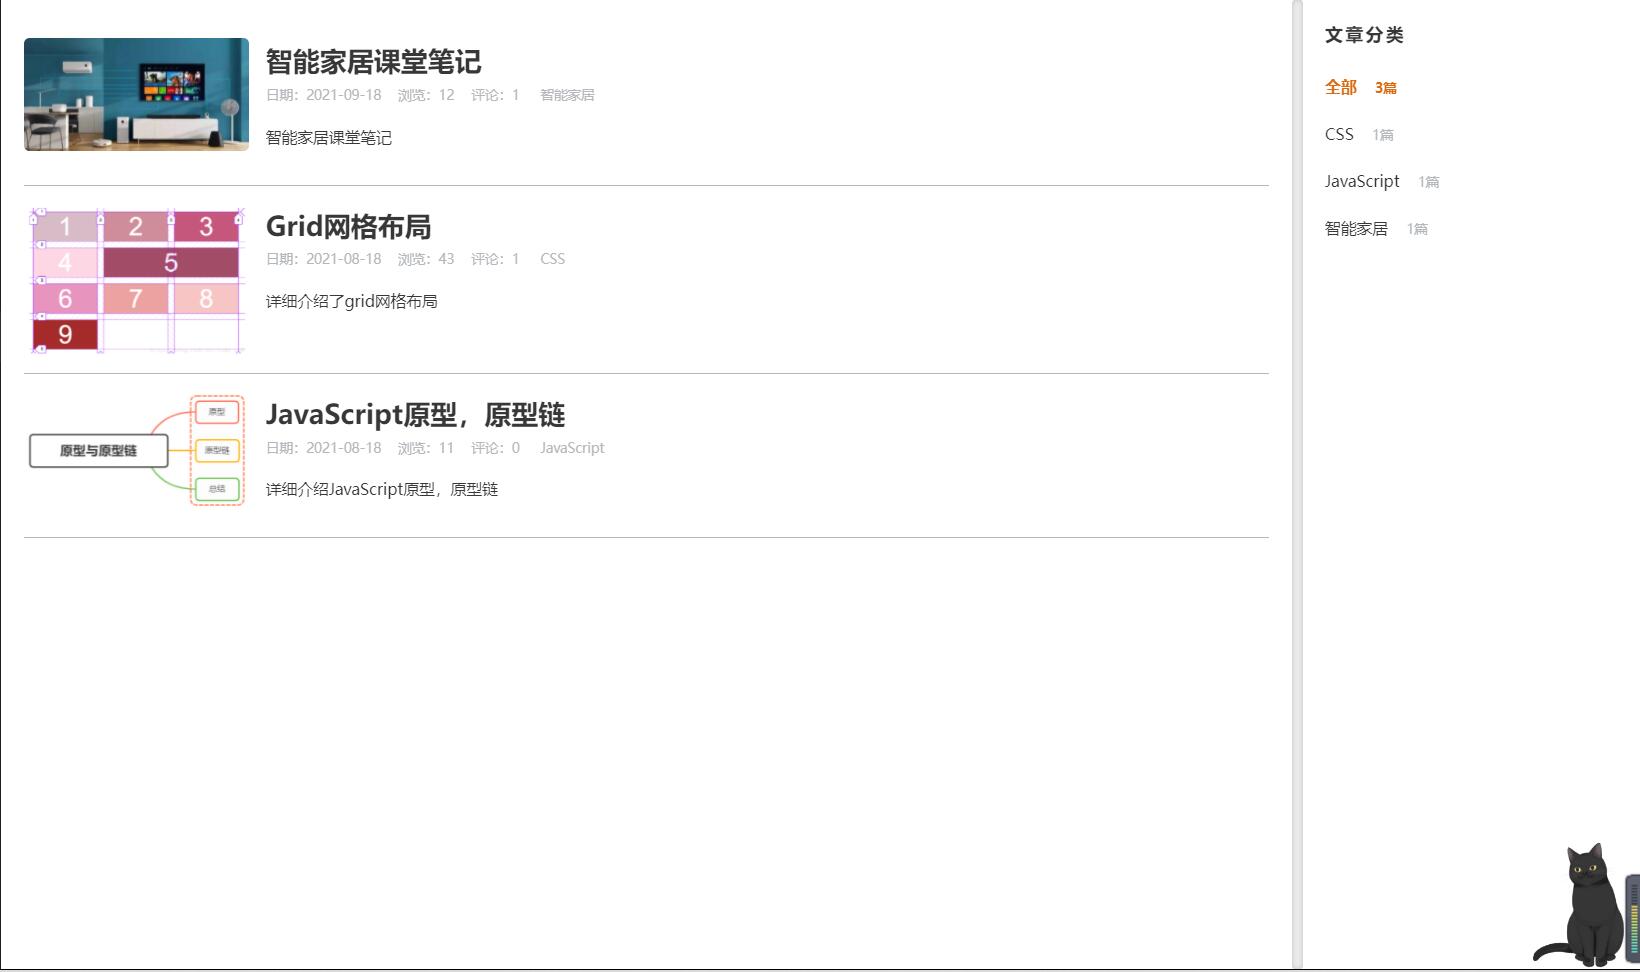 智能家居课堂笔记
日期：2021-09-18 浏览：12 评论：1 智能家居
智能家居课堂笔记
1 2 3
4 5
6 7 8
9
Grid网格布局
日期：2021-08-18 浏览：43 评论：1 CSS
详细介绍了grid网格布局
原型与原型链
原型
原型链
总结
JavaScript原型，原型链
日期：2021-08-18 浏览：11 评论：0 JavaScript
详细介绍JavaScript原型，原型链
文章分类
全部 3篇
CSS 1篇
JavaScript 1篇
智能家居 1篇